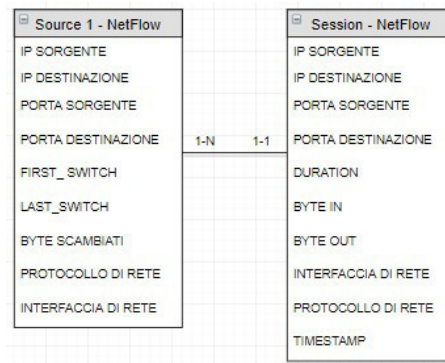 Source 1 - NetFlow
IP SORGENTE
IP DESTINAZIONE
PORTA SORGENTE
PORTA DESTINAZIONE
FIRST_ SWITCH
LAST_SWITCH
BYTE SCAMBIATI
PROTOCOLLO DI RETE
INTERFACCIA DI RETE
1-N
1-1
Session - NetFlow
IP SORGENTE
IP DESTINAZIONE
PORTA SORGENTE
PORTA DESTINAZIONE
DURATION
BYTE IN
BYTE OUT
INTERFACCIA DI RETE
PROTOCOLLO DI RETE
TIMESTAMP